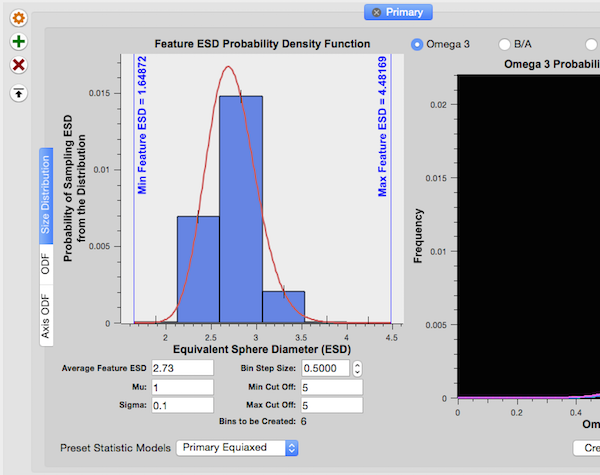 Primary
Feature ESD Probability Density Function
Omega 3
B/A
Omega 3 Probabili
Min Feature ESD = 1.64872
Max Feature ESD = 4.48169
Probability of Sampling ESD
from the Distribution
0.015
0.01
0.005
0
2
2.5
3
3.5
4
4.5
Equivalent Sphere Diameter (ESD)
Size Distribution
ODF
Axis ODF
Frequency
0.02
0.015
0.01
0.005
0
0
0.2
0.4
Om
Average Feature ESD
2.73
Bin Step Size:
0.5000
Mu:
1
Min Cut Off:
5
Sigma:
0.1
Max Cut Off:
5
Bins to be Created: 6
Preset Statistic Models
Primary Equiaxed
Cre